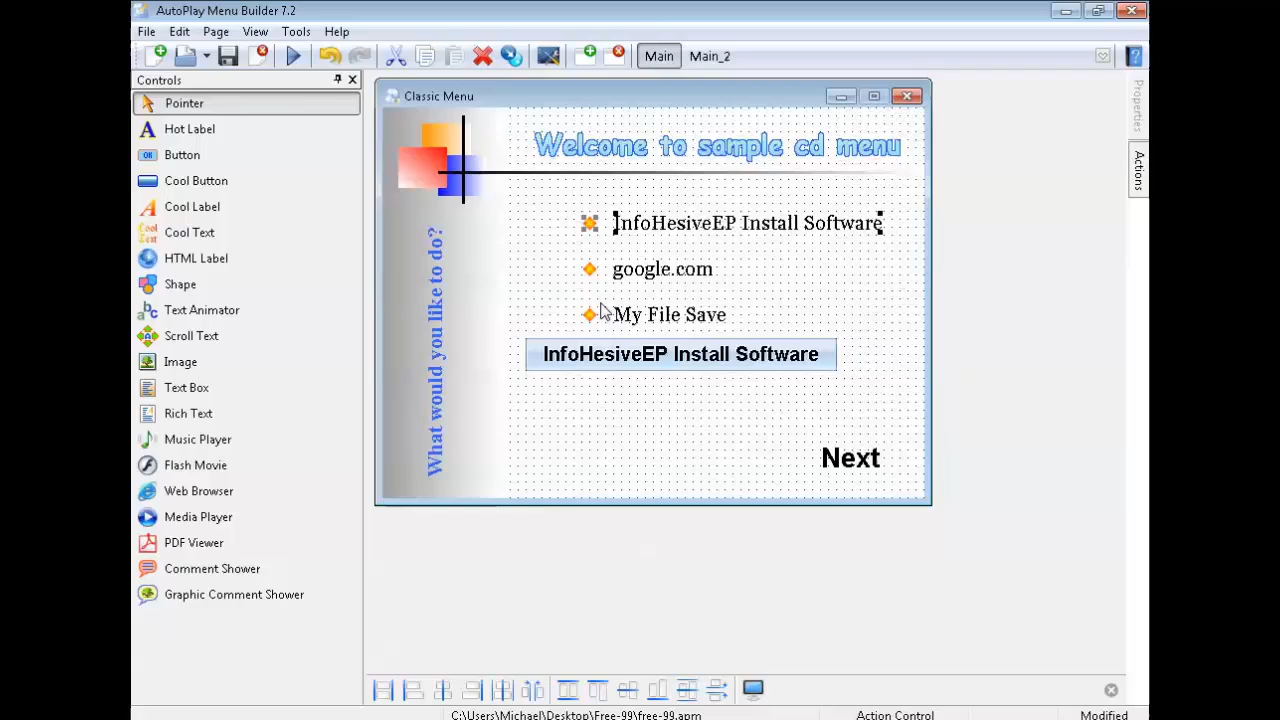 AutoPlay Menu Builder 7.2
File Edit Page View Tools Help
Main Main_2
Controls
Pointer
Hot Label
Button
Cool Button
Cool Label
Cool Text
HTML Label
Shape
Text Animator
Scroll Text
Image
Text Box
Rich Text
Music Player
Flash Movie
Web Browser
Media Player
PDF Viewer
Comment Shower
Graphic Comment Shower
Classic Menu
Welcome to sample cd menu
What would you like to do?
InfoHesiveEP Install Software
google.com
My File Save
InfoHesiveEP Install Software
Next
Properties
Actions
C:\Users\Michael\Desktop\Free-99\free-99.apm Action Control Modified